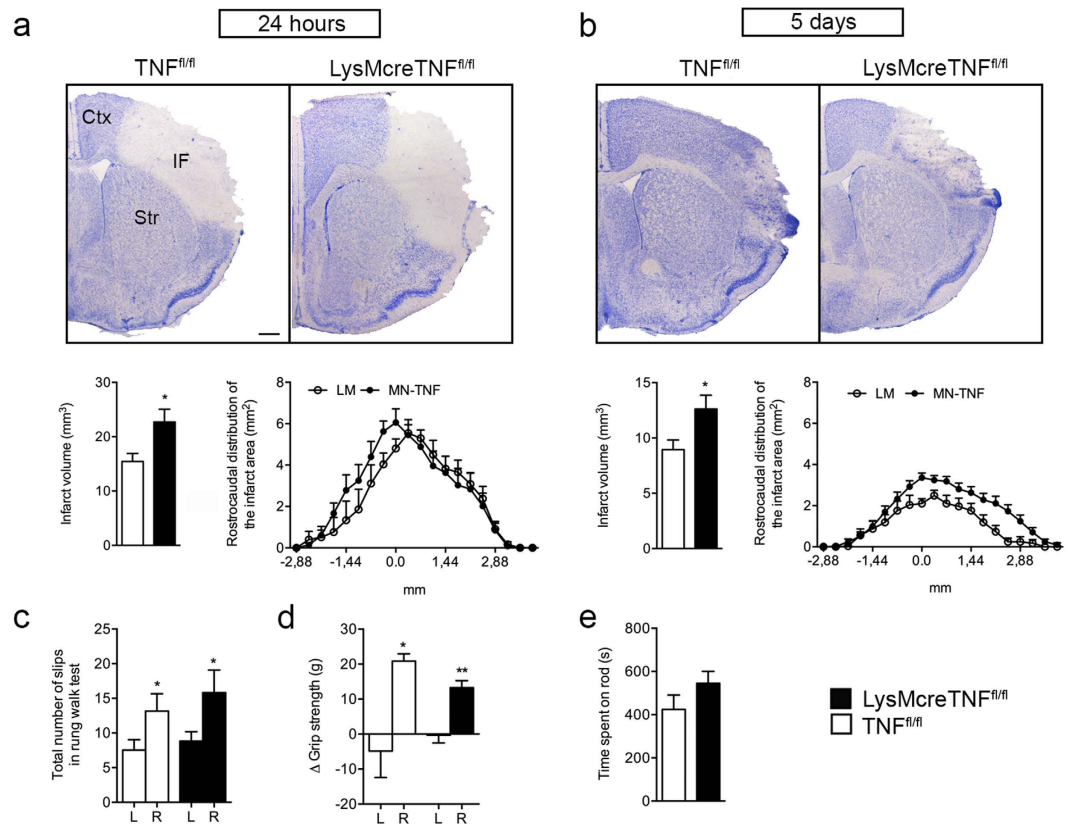 a
24 hours
TNFfl/fl
LysMcreTNFfl/fl
Ctx
IF
Str
Infarct volume (mm3)
30
20
10
0
*
Rostrocaudal distribution of
the infarct area (mm2)
LM
MN-TNF
8
6
4
2
0
-2,88
-1,44
0.0
1,44
2,88
mm
b
5 days
TNFfl/fl
LysMcreTNFfl/fl
Infarct volume (mm3)
15
10
5
0
*
Rostrocaudal distribution of
the infarct area (mm2)
LM
MN-TNF
8
6
4
2
0
-2,88
-1,44
0.0
1,44
2,88
mm
c
Total number of slips
in rung walk test
25
20
15
10
5
0
*
*
L R L R
d
Δ Grip strength (g)
30
20
10
0
-10
-20
*
**
L R L R
e
Time spent on rod (s)
800
600
400
200
0
LysMcreTNFfl/fl
TNFfl/fl